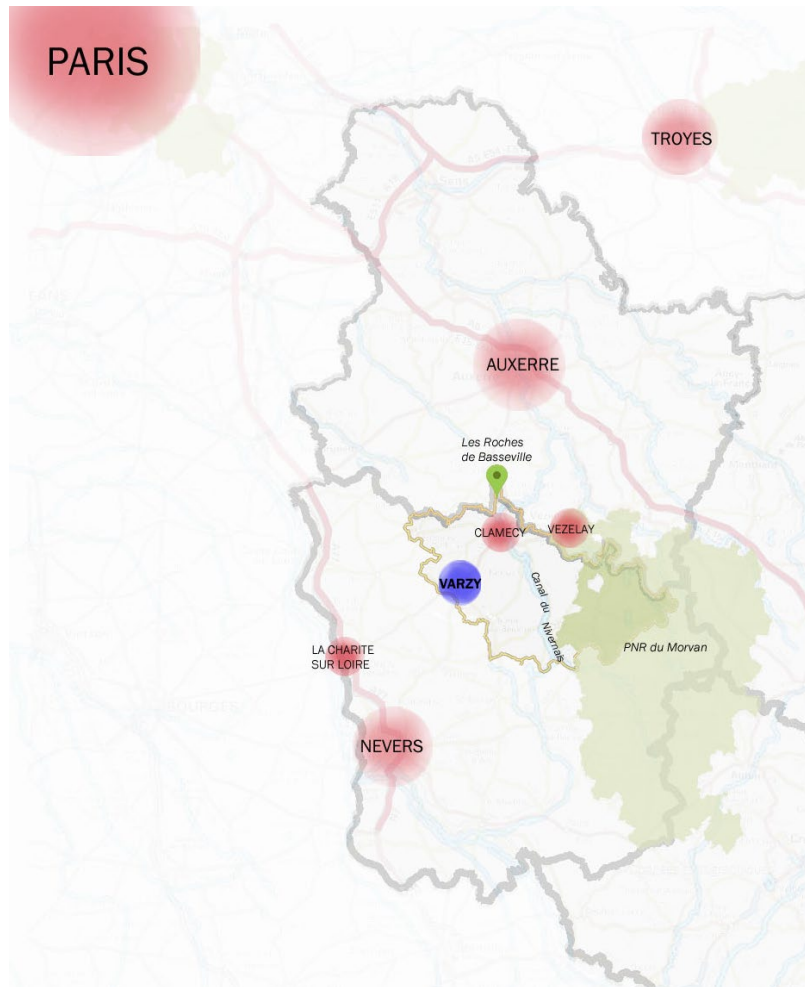 PARIS
TROYES
AUXERRE
Les Roches
de Basseville
CLAMECY
VEZELAY
VARZY
Canal du Nivernais
PNR du Morvan
LA CHARITE
SUR LOIRE
NEVERS